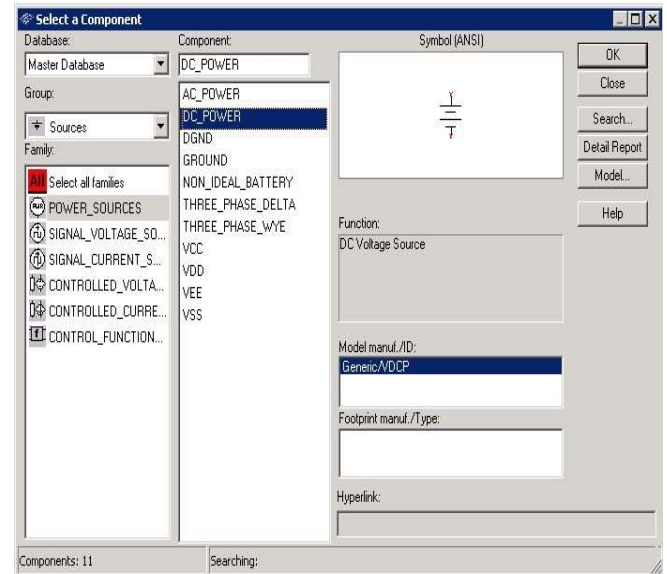 Select a Component
Database:
Master Database
Group:
Sources
Family:
All Select all families
POWER_SOURCES
SIGNAL_VOLTAGE_SO...
SIGNAL_CURRENT_S...
CONTROLLED_VOLTA...
CONTROLLED_CURRE...
CONTROL_FUNCTION...
Component:
DC_POWER
AC_POWER
DC_POWER
DGND
GROUND
NON_IDEAL_BATTERY
THREE_PHASE_DELTA
THREE_PHASE_WYE
VCC
VDD
VEE
VSS
Symbol (ANSI)
Function:
DC Voltage Source
Model manuf./ID:
Generic/VDCP
Footprint manuf./Type:
Hyperlink:
OK
Close
Search...
Detail Report
Model...
Help
Components: 11
Searching: